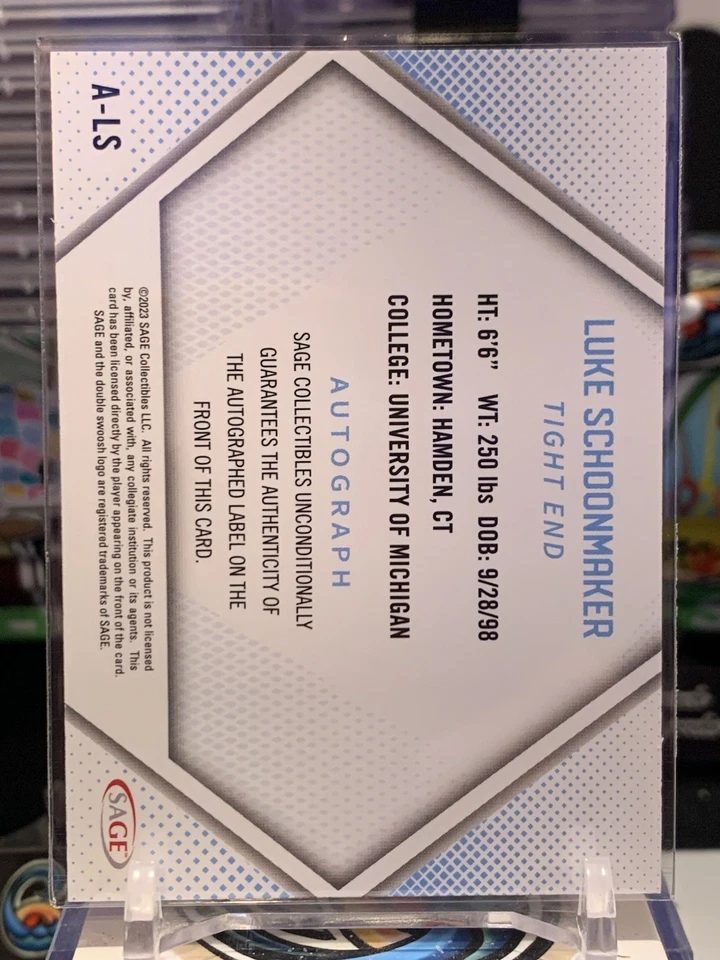 LUKE SCHOONMAKER
TIGHT END
HT: 6'6" WT: 250 lbs DOB: 9/28/98
HOMETOWN: HAMDEN, CT
COLLEGE: UNIVERSITY OF MICHIGAN
AUTOGRAPH
SAGE COLLECTIBLES UNCONDITIONALLY
GUARANTEES THE AUTHENTICITY OF
THE AUTOGRAPHED LABEL ON THE
FRONT OF THIS CARD.
©2023 SAGE Collectibles LLC. All rights reserved. This product is not licensed
by, affiliated, or associated with, any collegiate institution or its agents. This
card has been licensed directly by the player appearing on the front of the card.
SAGE and the double swoosh logo are registered trademarks of SAGE.
A-LS
SAGE™